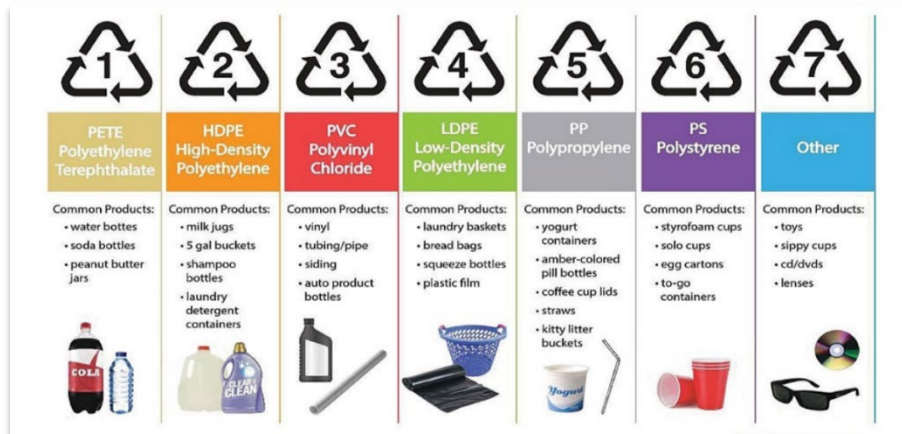 1
PETE
Polyethylene
Terephthalate
Common Products:
• water bottes
• soda bottles
• peanut butter
jars
COLA
2
HDPE
High-Density
Polyethylene
Common Products:
• milk jugs
• 5 gal buckets
• shampoo
bottles
• laundry
detergent
containers
CLEAR &
CLEAN
3
PVC
Polyvinyl
Chloride
Common Products:
• vinyl
• tubing/pipe
• siding
• auto product
bottles
4
LDPE
Low-Density
Polyethylene
Common Products:
• laundry baskets
• bread bags
• squeeze bottles
• plastic film
5
PP
Polypropylene
Common Products:
• yogurt
containers
• amber-colored
pill bottles
• coffee cup lids
• straws
• kitty litter
buckets
Yogurt
6
PS
Polystyrene
Common Products:
• styrofoam cups
• solo cups
• egg cartons
• to-go
containers
7
Other
Common Products:
• toys
• sippy cups
• cd/dvds
• lenses